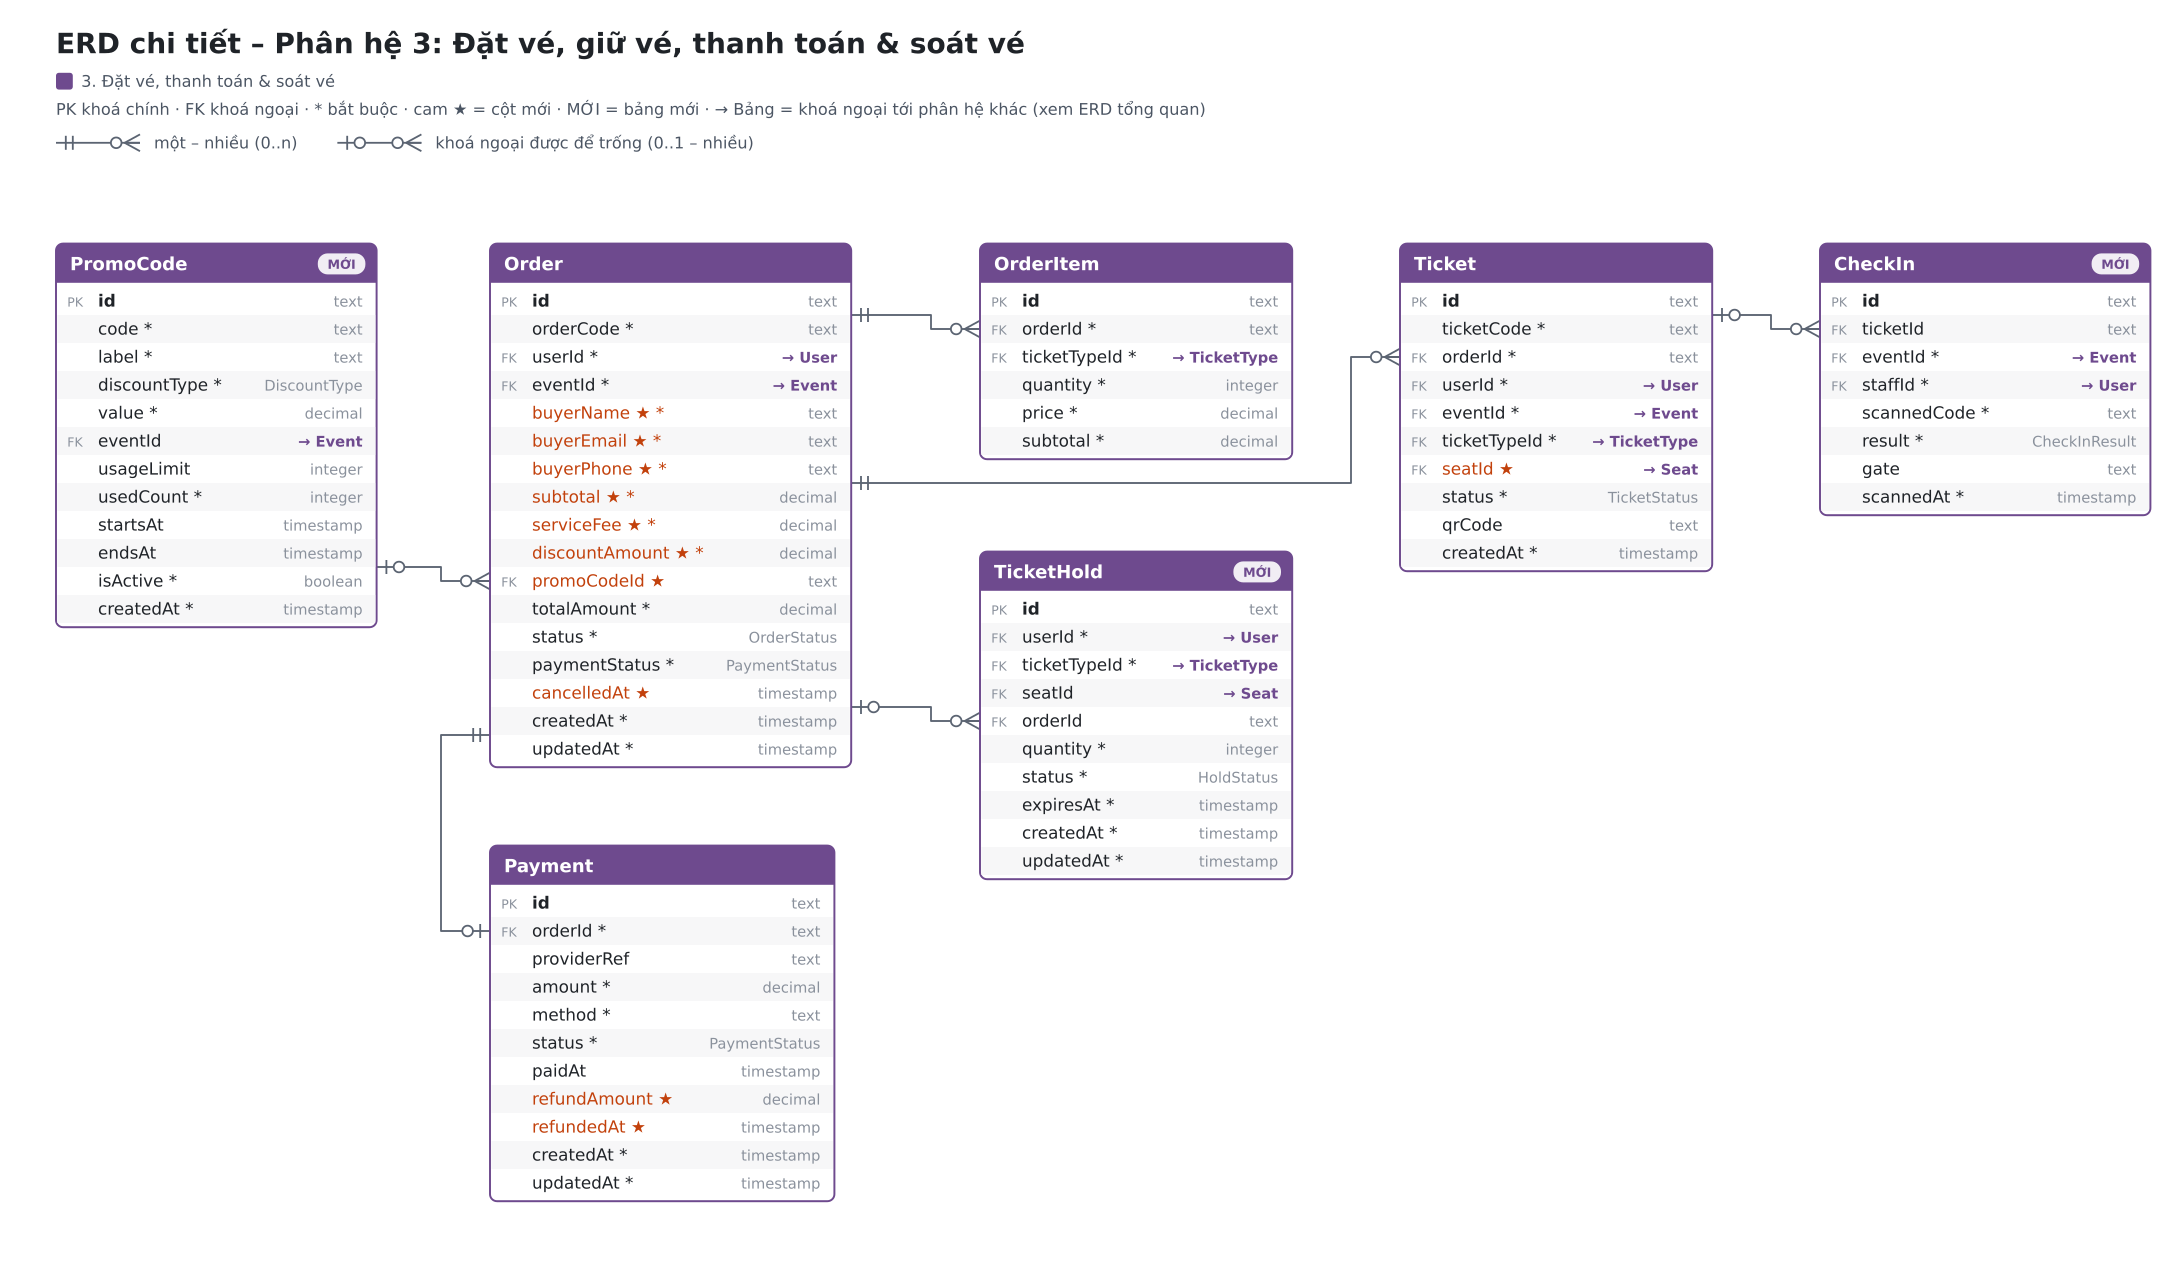 ERD chi tiết – Phân hệ 3: Đặt vé, giữ vé, thanh toán & soát vé
3. Đặt vé, thanh toán & soát vé
PK khoá chính · FK khoá ngoại · * bắt buộc · cam ★ = cột mới · MỚI = bảng mới · → Bảng = khoá ngoại tới phân hệ khác (xem ERD tổng quan)
một – nhiều (0..n) khoá ngoại được để trống (0..1 – nhiều)
PromoCode MỚI
PK id text
code * text
label * text
discountType * DiscountType
value * decimal
FK eventId → Event
usageLimit integer
usedCount * integer
startsAt timestamp
endsAt timestamp
isActive * boolean
createdAt * timestamp
Order
PK id text
orderCode * text
FK userId * → User
FK eventId * → Event
buyerName ★ * text
buyerEmail ★ * text
buyerPhone ★ * text
subtotal ★ * decimal
serviceFee ★ * decimal
discountAmount ★ * decimal
FK promoCodeId ★ text
totalAmount * decimal
status * OrderStatus
paymentStatus * PaymentStatus
cancelledAt ★ timestamp
createdAt * timestamp
updatedAt * timestamp
OrderItem
PK id text
FK orderId * text
FK ticketTypeId * → TicketType
quantity * integer
price * decimal
subtotal * decimal
Ticket
PK id text
ticketCode * text
FK orderId * text
FK userId * → User
FK eventId * → Event
FK ticketTypeId * → TicketType
FK seatId ★ → Seat
status * TicketStatus
qrCode text
createdAt * timestamp
CheckIn MỚI
PK id text
FK ticketId text
FK eventId * → Event
FK staffId * → User
scannedCode * text
result * CheckInResult
gate text
scannedAt * timestamp
TicketHold MỚI
PK id text
FK userId * → User
FK ticketTypeId * → TicketType
FK seatId → Seat
FK orderId text
quantity * integer
status * HoldStatus
expiresAt * timestamp
createdAt * timestamp
updatedAt * timestamp
Payment
PK id text
FK orderId * text
providerRef text
amount * decimal
method * text
status * PaymentStatus
paidAt timestamp
refundAmount ★ decimal
refundedAt ★ timestamp
createdAt * timestamp
updatedAt * timestamp